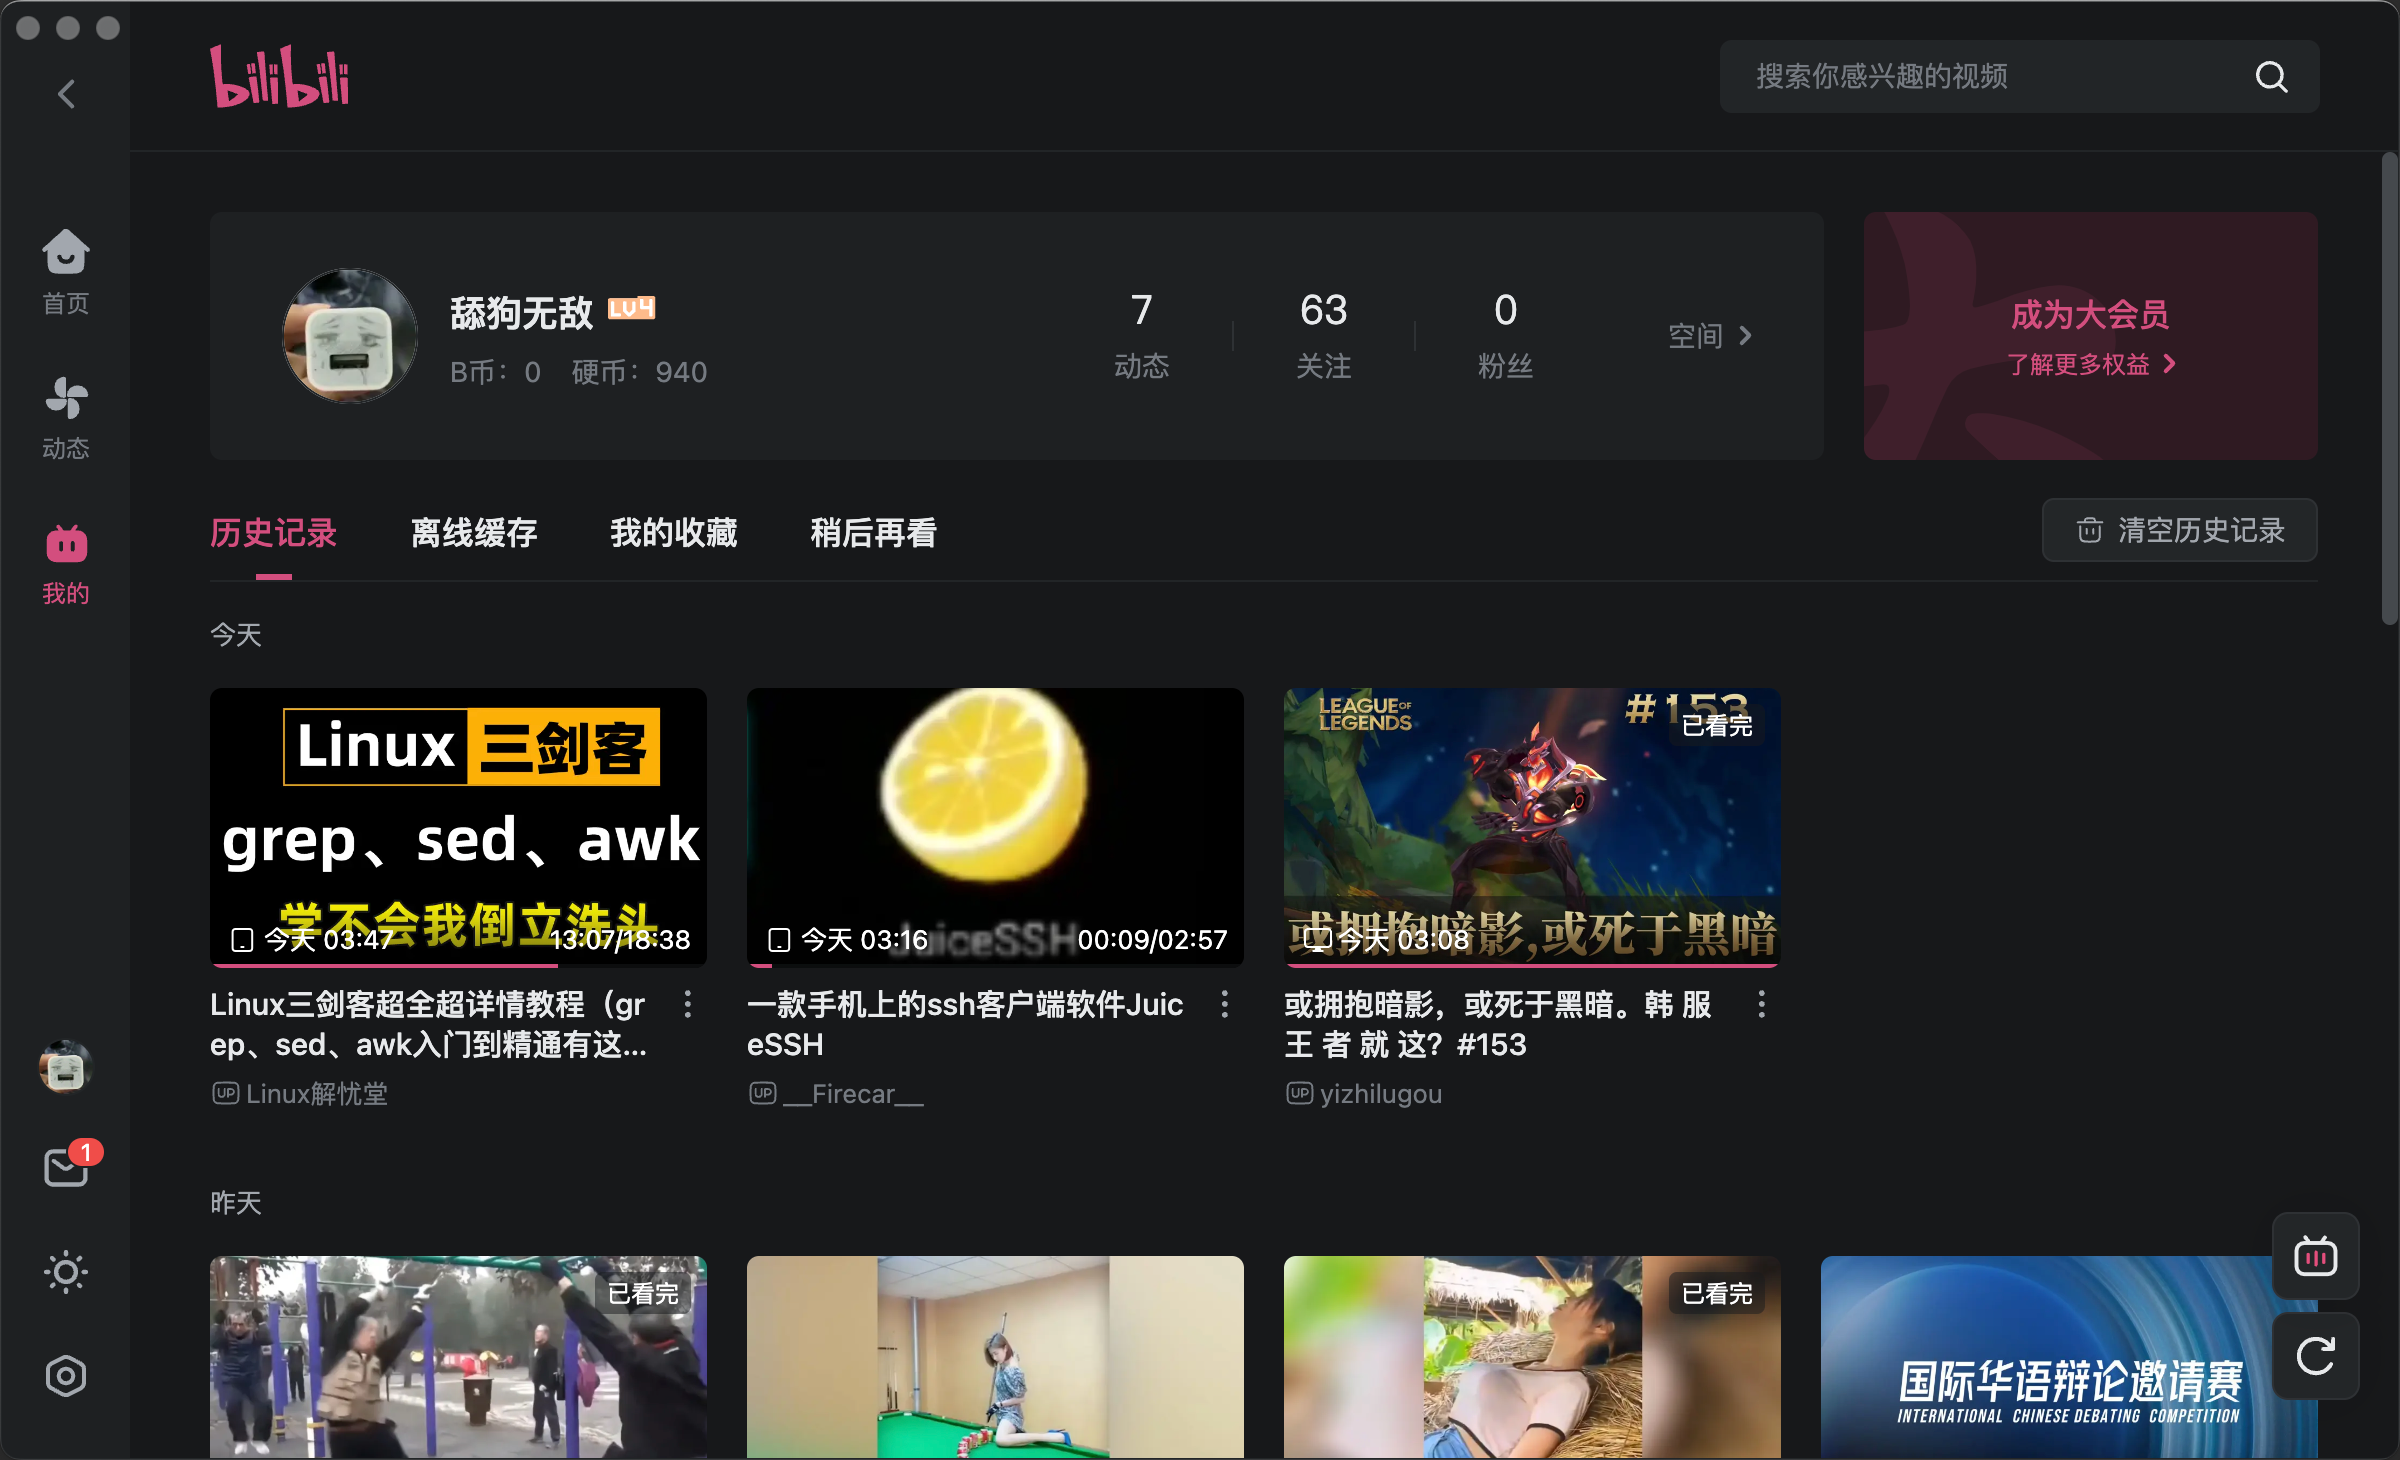 bilibili
搜索你感兴趣的视频
首页
动态
我的
1
舔狗无敌 LV4
B币：0 硬币：940
7
动态
63
关注
0
粉丝
空间
成为大会员
了解更多权益
历史记录 离线缓存 我的收藏 稍后再看
清空历史记录
今天
Linux 三剑客
grep、sed、awk
学不会我倒立洗头
今天 03:47 13:07/18:38
Linux三剑客超全超详情教程（gr
ep、sed、awk入门到精通有这...
UP Linux解忧堂
JuiceSSH
今天 03:16 00:09/02:57
一款手机上的ssh客户端软件Juic
eSSH
UP __Firecar__
LEAGUE OF
LEGENDS
#153
已看完
或拥抱暗影,或死于黑暗
今天 03:08
或拥抱暗影，或死于黑暗。韩 服
王 者 就 这？#153
UP yizhilugou
昨天
已看完
已看完
国际华语辩论邀请赛
INTERNATIONAL CHINESE DEBATING COMPETITION